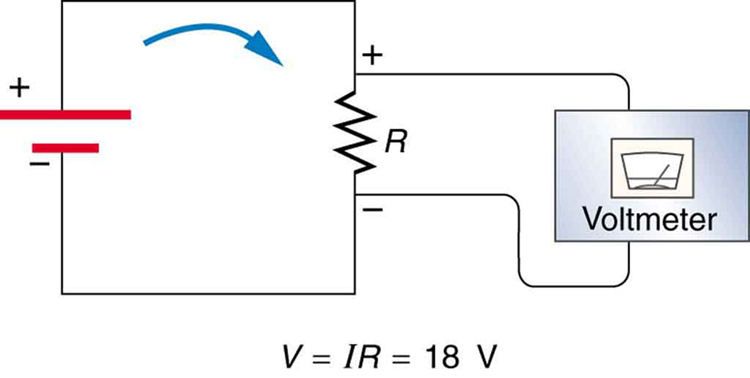 +
+
−
R
−
Voltmeter
V = IR = 18 V